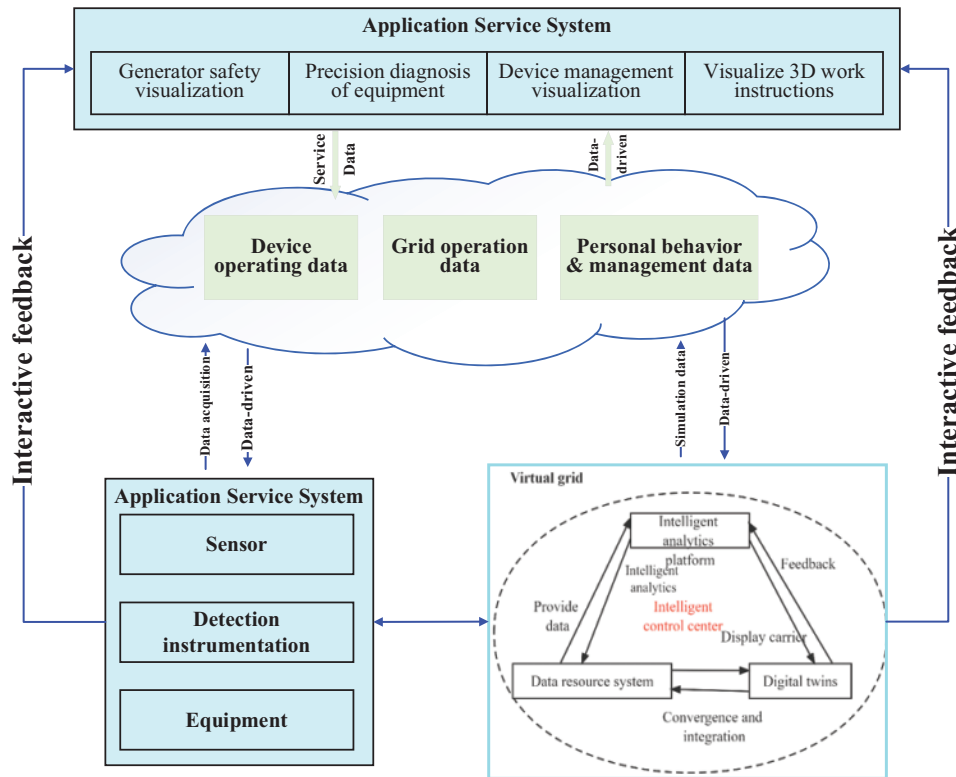 Application Service System
Generator safety
visualization
Precision diagnosis
of equipment
Device management
visualization
Visualize 3D work
instructions
Service
Data
Data-
driven
Interactive feedback
Interactive feedback
Device
operating data
Grid operation
data
Personal behavior
& management data
Data acquisition
Data-driven
Simulation data
Data-driven
Application Service System
Sensor
Detection
instrumentation
Equipment
Virtual grid
Intelligent
analytics
platform
Intelligent
analytics
Feedback
Provide
data
Intelligent
control center
Display carrier
Data resource system
Digital twins
Convergence and
integration